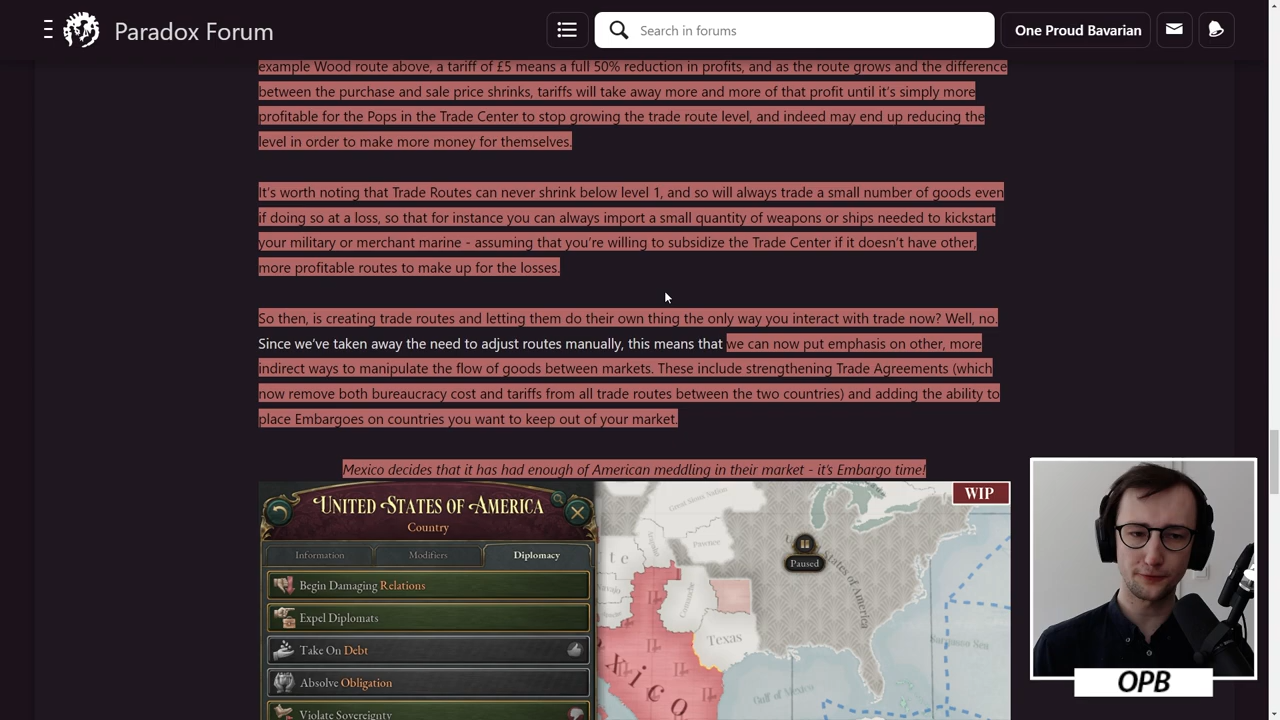 Paradox Forum
Search in forums
One Proud Bavarian
example Wood route above, a tariff of £5 means a full 50% reduction in profits, and as the route grows and the difference
between the purchase and sale price shrinks, tariffs will take away more and more of that profit until it's simply more
profitable for the Pops in the Trade Center to stop growing the trade route level, and indeed may end up reducing the
level in order to make more money for themselves.
It's worth noting that Trade Routes can never shrink below level 1, and so will always trade a small number of goods even
if doing so at a loss, so that for instance you can always import a small quantity of weapons or ships needed to kickstart
your military or merchant marine - assuming that you're willing to subsidize the Trade Center if it doesn't have other,
more profitable routes to make up for the losses.
So then, is creating trade routes and letting them do their own thing the only way you interact with trade now? Well, no.
Since we've taken away the need to adjust routes manually, this means that we can now put emphasis on other, more
indirect ways to manipulate the flow of goods between markets. These include strengthening Trade Agreements (which
now remove both bureaucracy cost and tariffs from all trade routes between the two countries) and adding the ability to
place Embargoes on countries you want to keep out of your market.
Mexico decides that it has had enough of American meddling in their market - it's Embargo time!
UNITED STATES OF AMERICA
Country
Information
Modifiers
Diplomacy
Begin Damaging Relations
Expel Diplomats
Take On Debt
Absolve Obligation
Violate Sovereignty
WIP
Paused
Texas
xico
Gulf of Mexico
OPB